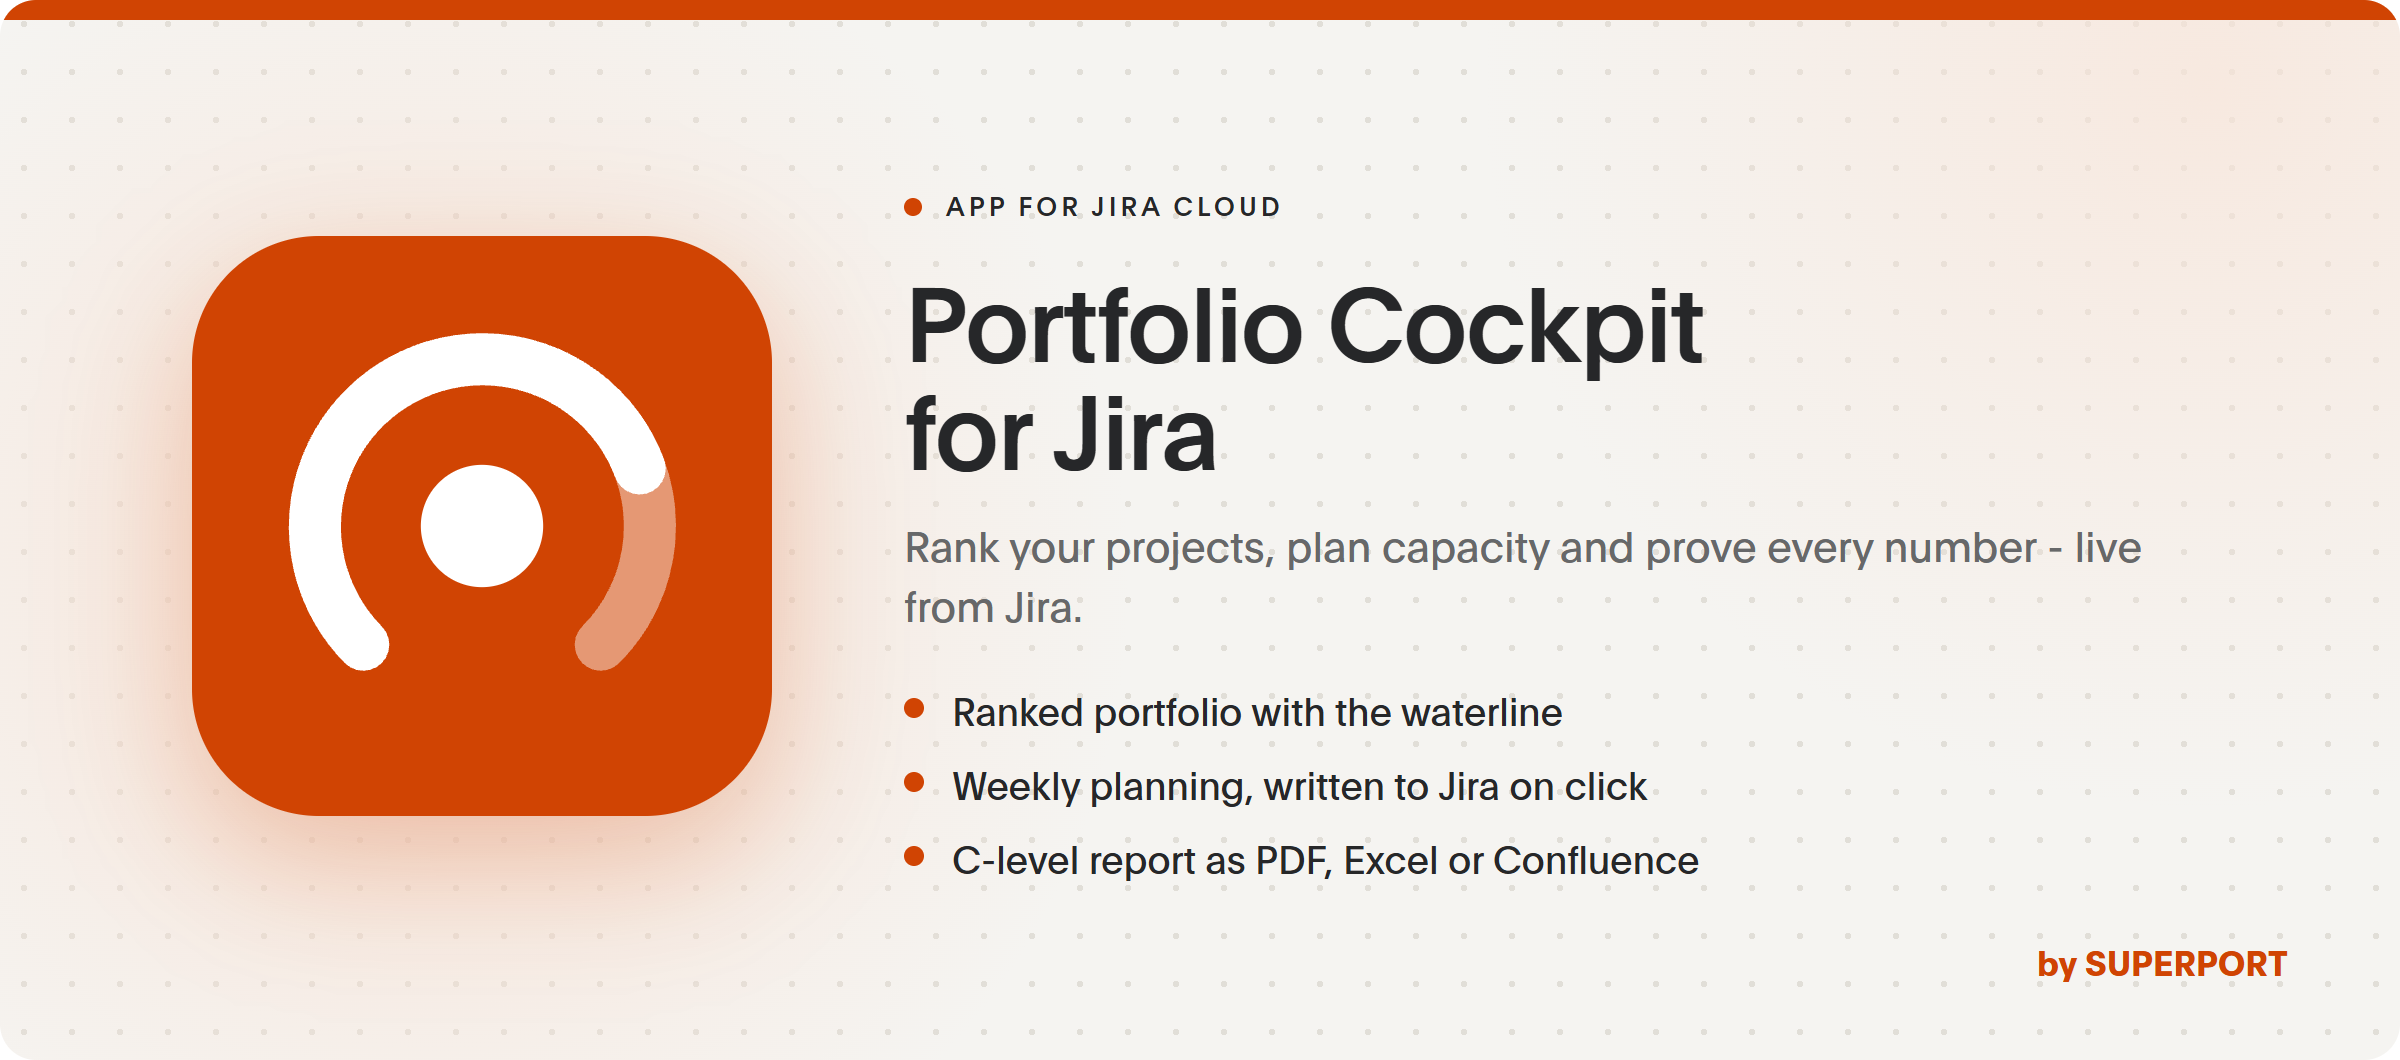 APP FOR JIRA CLOUD
Portfolio Cockpit
for Jira
Rank your projects, plan capacity and prove every number - live
from Jira.
Ranked portfolio with the waterline
Weekly planning, written to Jira on click
C-level report as PDF, Excel or Confluence
by SUPERPORT